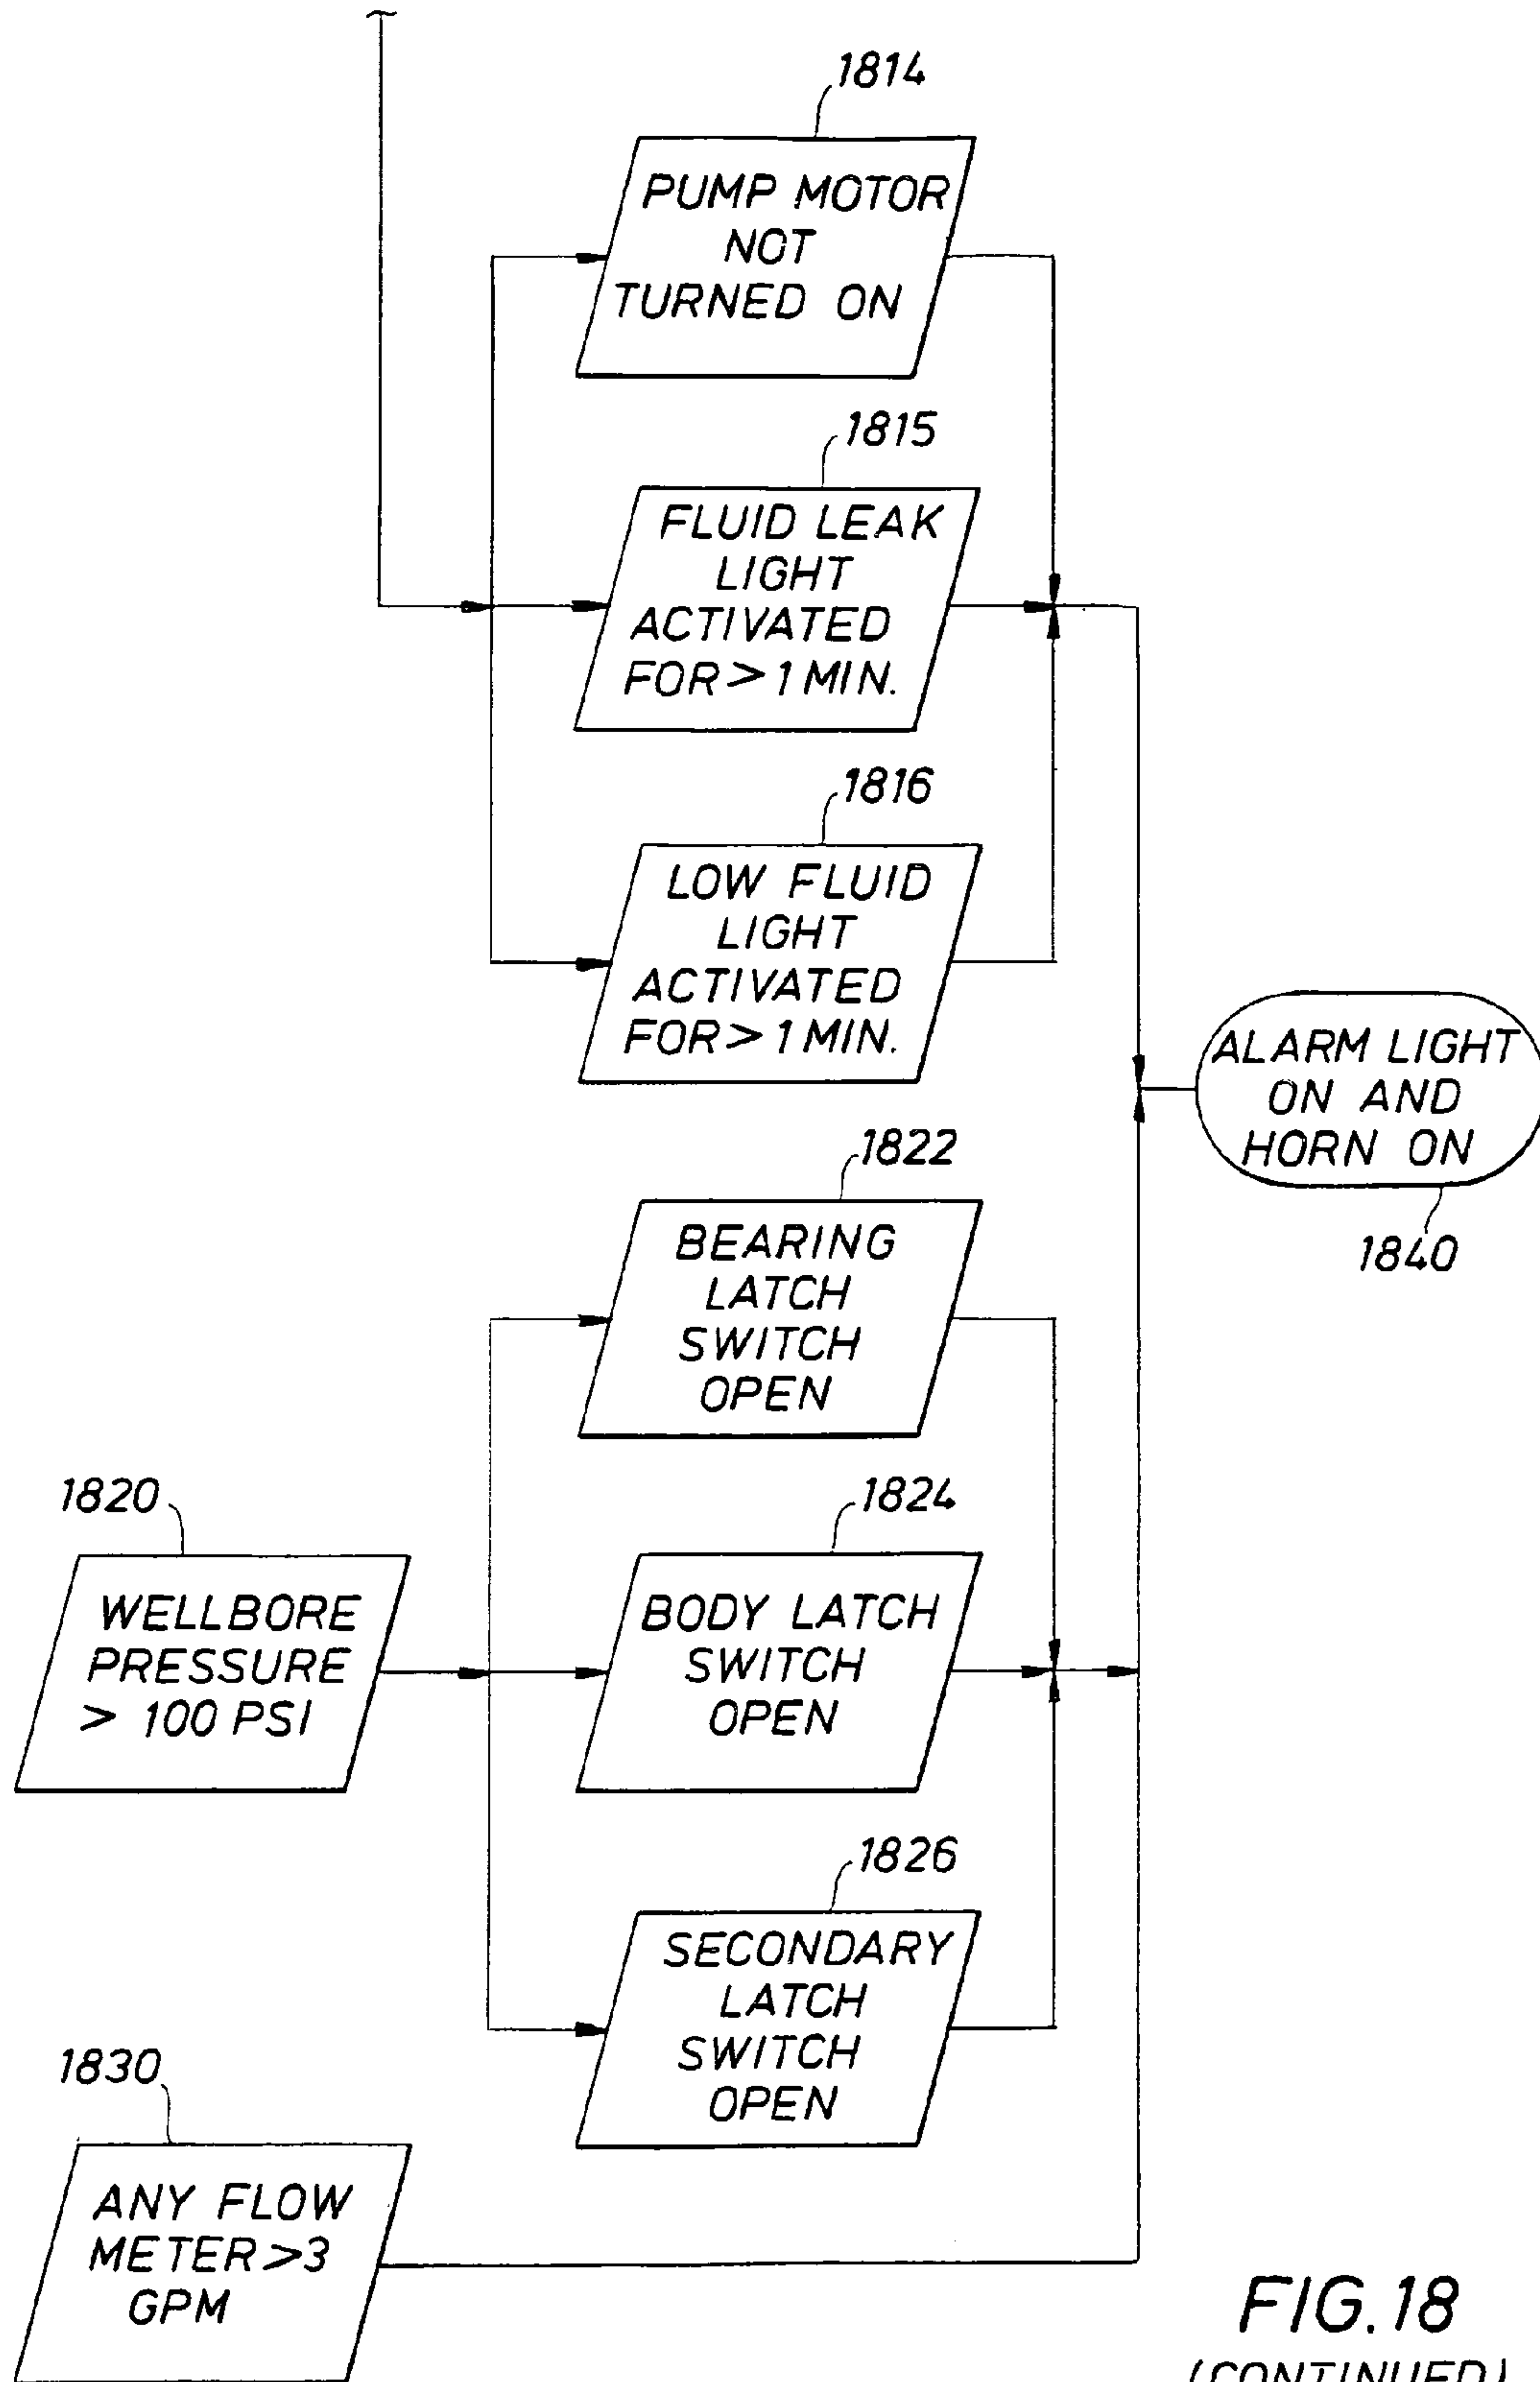 1814
PUMP MOTOR
NOT
TURNED ON
1815
FLUID LEAK
LIGHT
ACTIVATED
FOR > 1 MIN.
1816
LOW FLUID
LIGHT
ACTIVATED
FOR > 1 MIN.
ALARM LIGHT
ON AND
HORN ON
1840
1822
BEARING
LATCH
SWITCH
OPEN
1820
WELLBORE
PRESSURE
> 100 PSI
1824
BODY LATCH
SWITCH
OPEN
1826
SECONDARY
LATCH
SWITCH
OPEN
1830
ANY FLOW
METER > 3
GPM
FIG. 18
(CONTINUED)